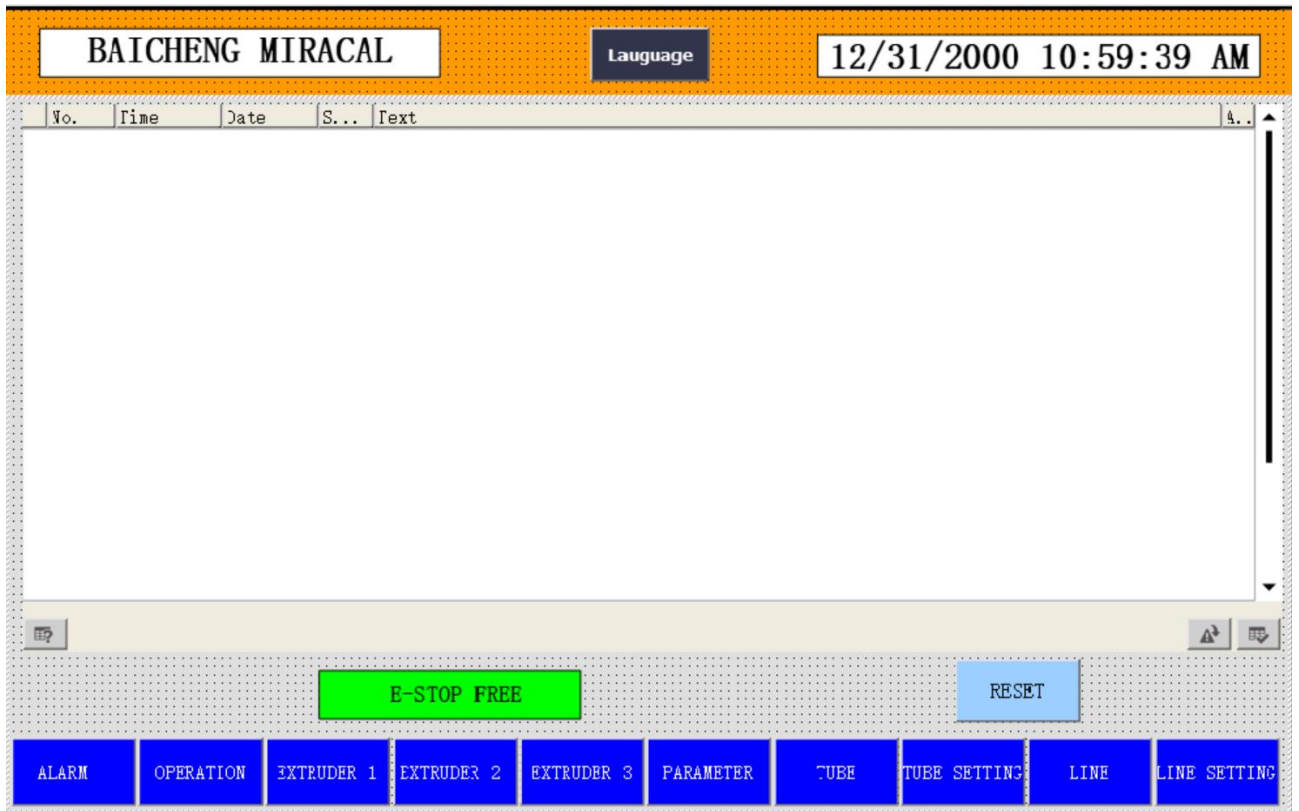 BAICHENG MIRACAL
Lauguage
12/31/2000 10:59:39 AM
No. Time Date S... Text A..
E-STOP FREE
RESET
ALARM OPERATION EXTRUDER 1 EXTRUDER 2 EXTRUDER 3 PARAMETER TUBE TUBE SETTING LINE LINE SETTING